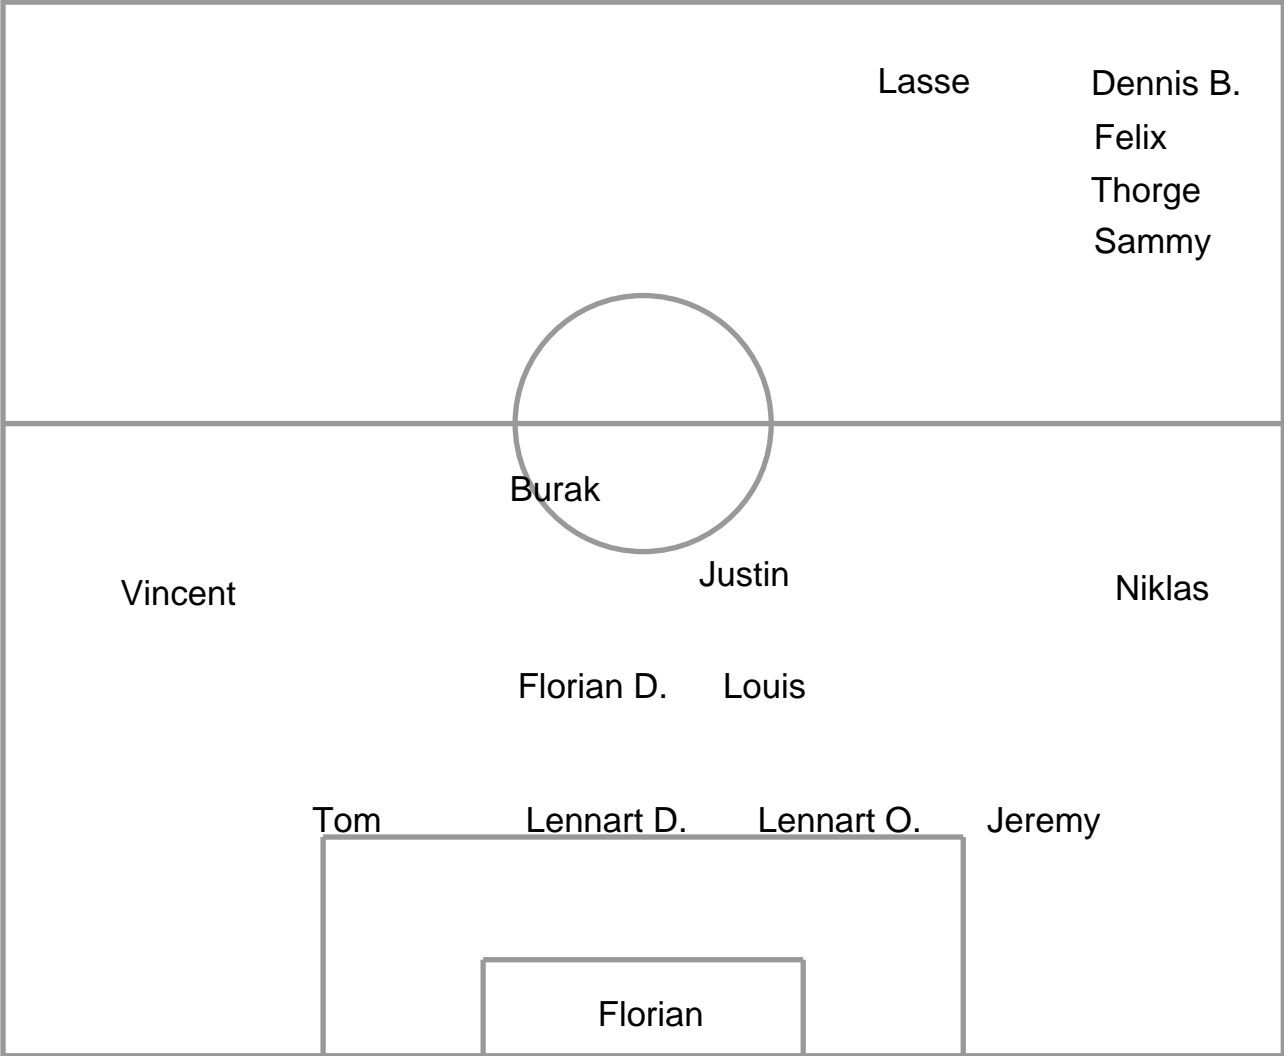 Lasse Dennis B.
Felix
Thorge
Sammy
Burak
Justin
Vincent Niklas
Florian D. Louis
Tom Lennart D. Lennart O. Jeremy
Florian